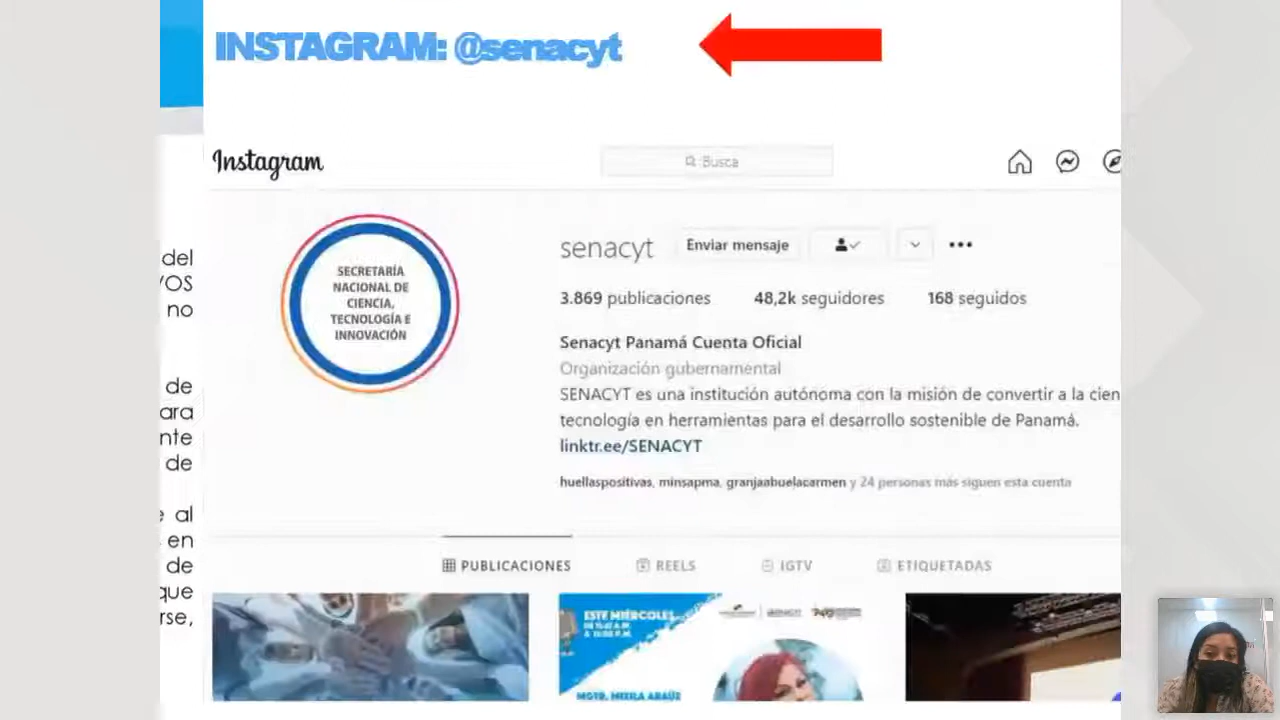 INSTAGRAM: @senacyt
Instagram
Busca
del
VOS
no
de
ara
nte
de
al
en
de
que
rse,
SECRETARÍA
NACIONAL DE
CIENCIA,
TECNOLOGÍA E
INNOVACIÓN
senacyt Enviar mensaje
3.869 publicaciones 48,2k seguidores 168 seguidos
Senacyt Panamá Cuenta Oficial
Organización gubernamental
SENACYT es una institución autónoma con la misión de convertir a la cien
tecnología en herramientas para el desarrollo sostenible de Panamá.
linktr.ee/SENACYT
huellaspositivas, minsapma, granjaabuelacarmen y 24 personas más siguen esta cuenta
PUBLICACIONES REELS IGTV ETIQUETADAS
ESTE MIÉRCOLES
MGTR. MIXILA ARAÚZ